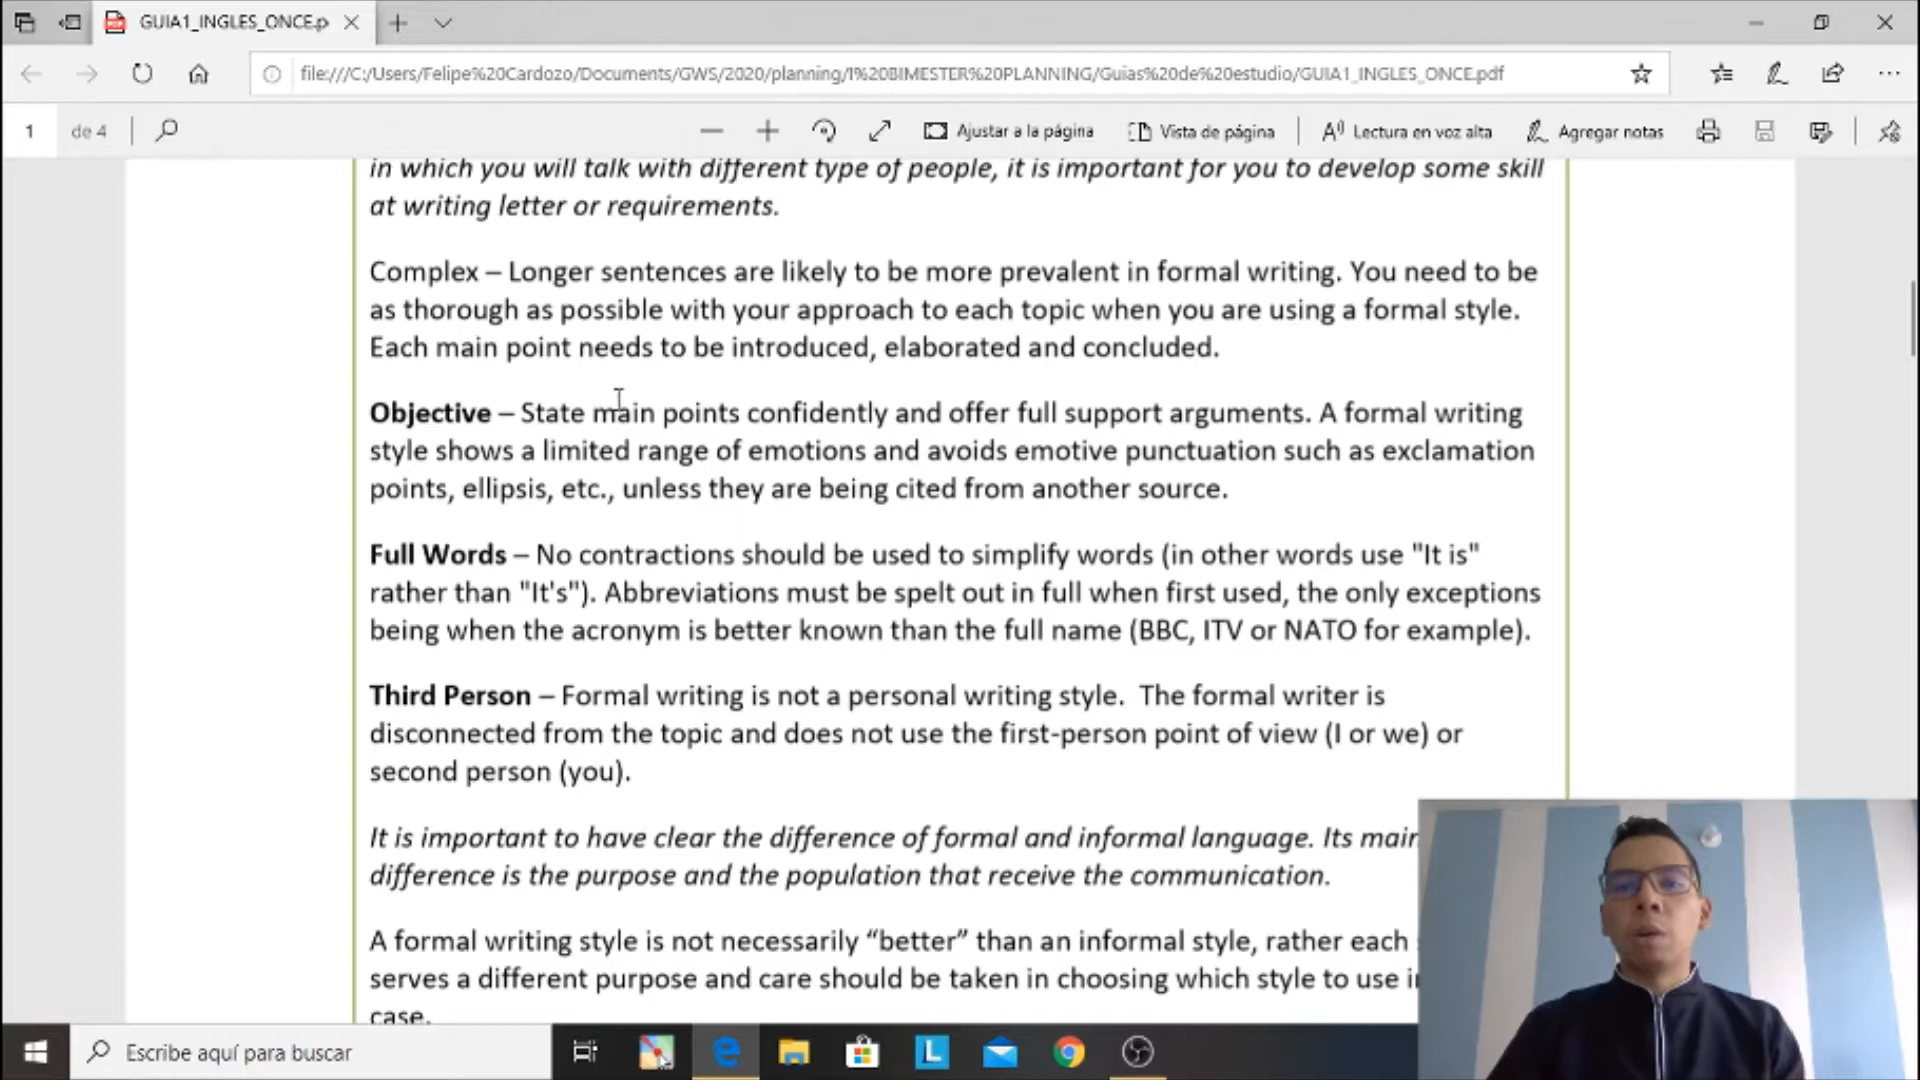 GUIA1_INGLES_ONCE.p
file:///C:/Users/Felipe%20Cardozo/Documents/GWS/2020/planning/I%20BIMESTER%20PLANNING/Guias%20de%20estudio/GUIA1_INGLES_ONCE.pdf
1 de 4 Ajustar a la página Vista de página Lectura en voz alta Agregar notas
in which you will talk with different type of people, it is important for you to develop some skill
at writing letter or requirements.
Complex – Longer sentences are likely to be more prevalent in formal writing. You need to be
as thorough as possible with your approach to each topic when you are using a formal style.
Each main point needs to be introduced, elaborated and concluded.
Objective – State main points confidently and offer full support arguments. A formal writing
style shows a limited range of emotions and avoids emotive punctuation such as exclamation
points, ellipsis, etc., unless they are being cited from another source.
Full Words – No contractions should be used to simplify words (in other words use "It is"
rather than "It's"). Abbreviations must be spelt out in full when first used, the only exceptions
being when the acronym is better known than the full name (BBC, ITV or NATO for example).
Third Person – Formal writing is not a personal writing style. The formal writer is
disconnected from the topic and does not use the first-person point of view (I or we) or
second person (you).
It is important to have clear the difference of formal and informal language. Its main
difference is the purpose and the population that receive the communication.
A formal writing style is not necessarily “better” than an informal style, rather each
serves a different purpose and care should be taken in choosing which style to use
case.
Escribe aquí para buscar